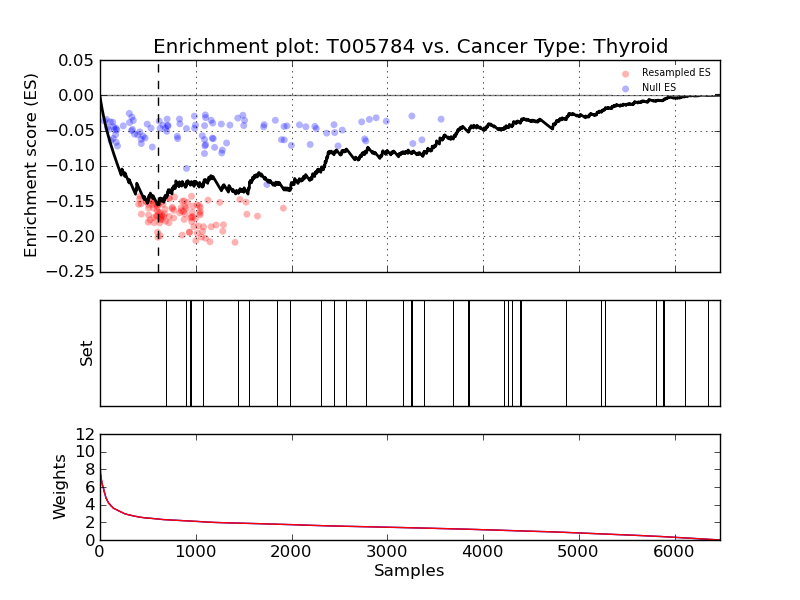 Enrichment plot: T005784 vs. Cancer Type: Thyroid
Enrichment score (ES)
0.05
0.00
−0.05
−0.10
−0.15
−0.20
−0.25
Resampled ES
Null ES
Set
Weights
12
10
8
6
4
2
0
0 1000 2000 3000 4000 5000 6000
Samples